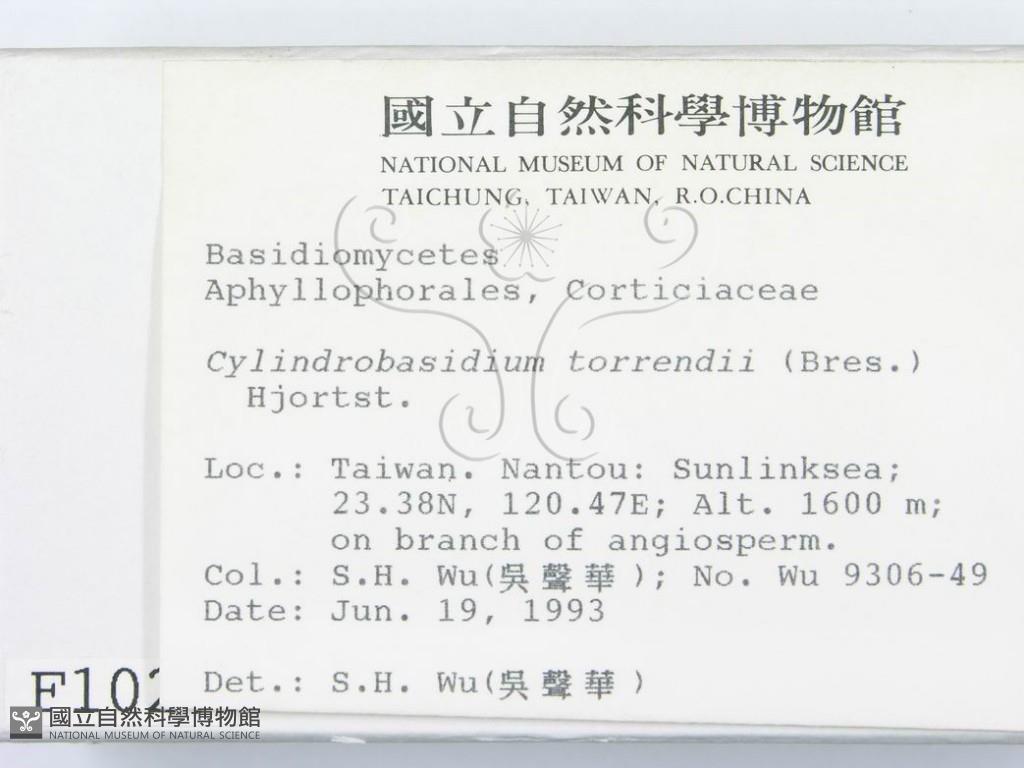 國立自然科學博物館
NATIONAL MUSEUM OF NATURAL SCIENCE
TAICHUNG, TAIWAN, R.O.CHINA
Basidiomycetes
Aphyllophorales, Corticiaceae
Cylindrobasidium torrendii (Bres.)
Hjortst.
Loc.: Taiwan. Nantou: Sunlinksea;
23.38N, 120.47E; Alt. 1600 m;
on branch of angiosperm.
Col.: S.H. Wu(吳聲華); No. Wu 9306-49
Date: Jun. 19, 1993
Det.: S.H. Wu(吳聲華)
F102
國立自然科學博物館
NATIONAL MUSEUM OF NATURAL SCIENCE